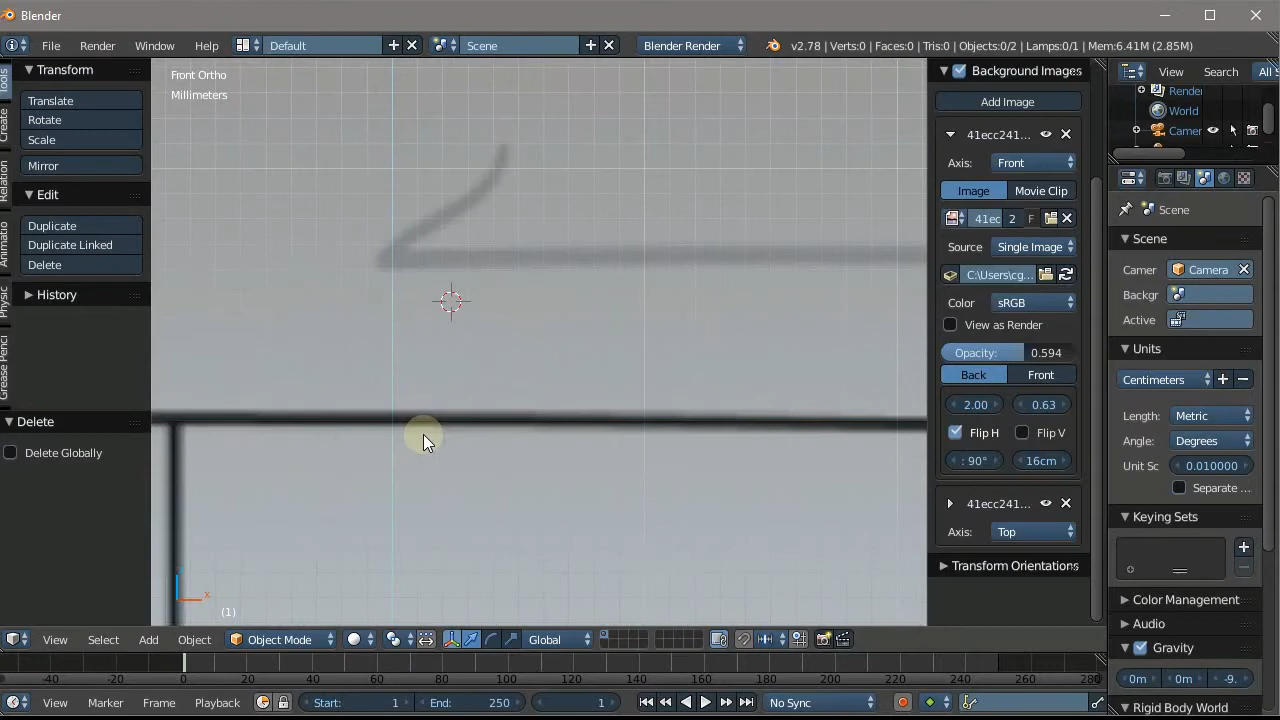 Blender
File Render Window Help Default Scene Blender Render v2.78 | Verts:0 | Faces:0 | Tris:0 | Objects:0/2 | Lamps:0/1 | Mem:6.41M (2.85M)
Tools
Create
Relation
Animatio
Physic
Grease Penci
Transform
Translate
Rotate
Scale
Mirror
Edit
Duplicate
Duplicate Linked
Delete
History
Delete
Delete Globally
Front Ortho
Millimeters
x
(1)
Background Images
Add Image
41ecc241...
Axis: Front
Image Movie Clip
41ec 2 F
Source Single Image
C:\Users\cg...
Color sRGB
View as Render
Opacity: 0.594
Back Front
2.00 0.63
Flip H Flip V
: 90° 16cm
41ecc241...
Axis: Top
Transform Orientations
View Search All S
Render
World
Camer
Scene
Scene
Camer Camera
Backgr
Active
Units
Centimeters
Length: Metric
Angle: Degrees
Unit Sc 0.010000
Separate ...
Keying Sets
Color Management
Audio
Gravity
0m 0m -9.
Rigid Body World
View Select Add Object Object Mode Global
-40 -20 0 20 40 60 80 100 120 140 160 180 200 220 240 260 280
View Marker Frame Playback Start: 1 End: 250 1 No Sync